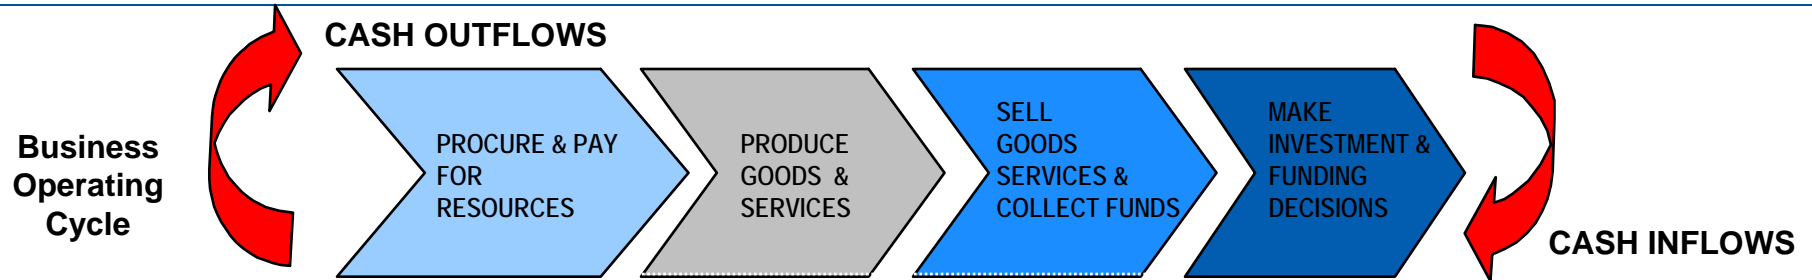 CASH OUTFLOWS
Business
Operating
Cycle
PROCURE & PAY
FOR
RESOURCES
PRODUCE
GOODS &
SERVICES
SELL
GOODS
SERVICES &
COLLECT FUNDS
MAKE
INVESTMENT &
FUNDING
DECISIONS
CASH INFLOWS